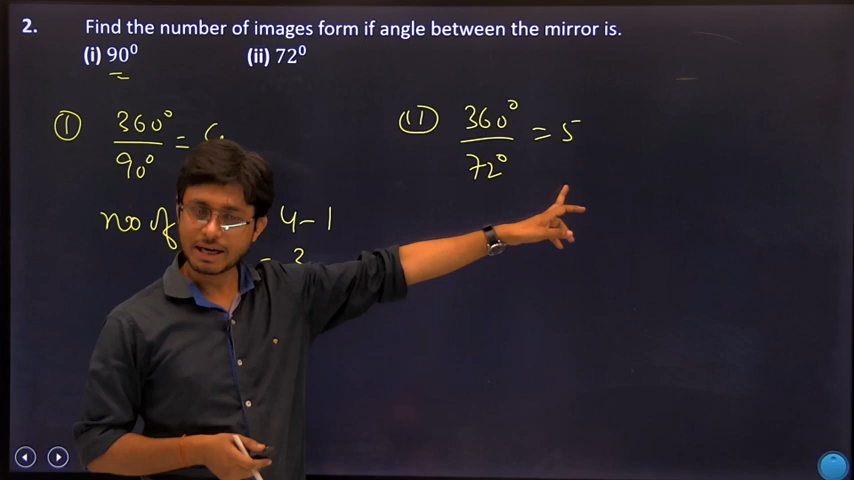 2. Find the number of images form if angle between the mirror is.
(i) 90⁰ (ii) 72⁰
(I) 360° / 90° =
(II) 360° / 72° = 5
no of 4 - 1
= 3